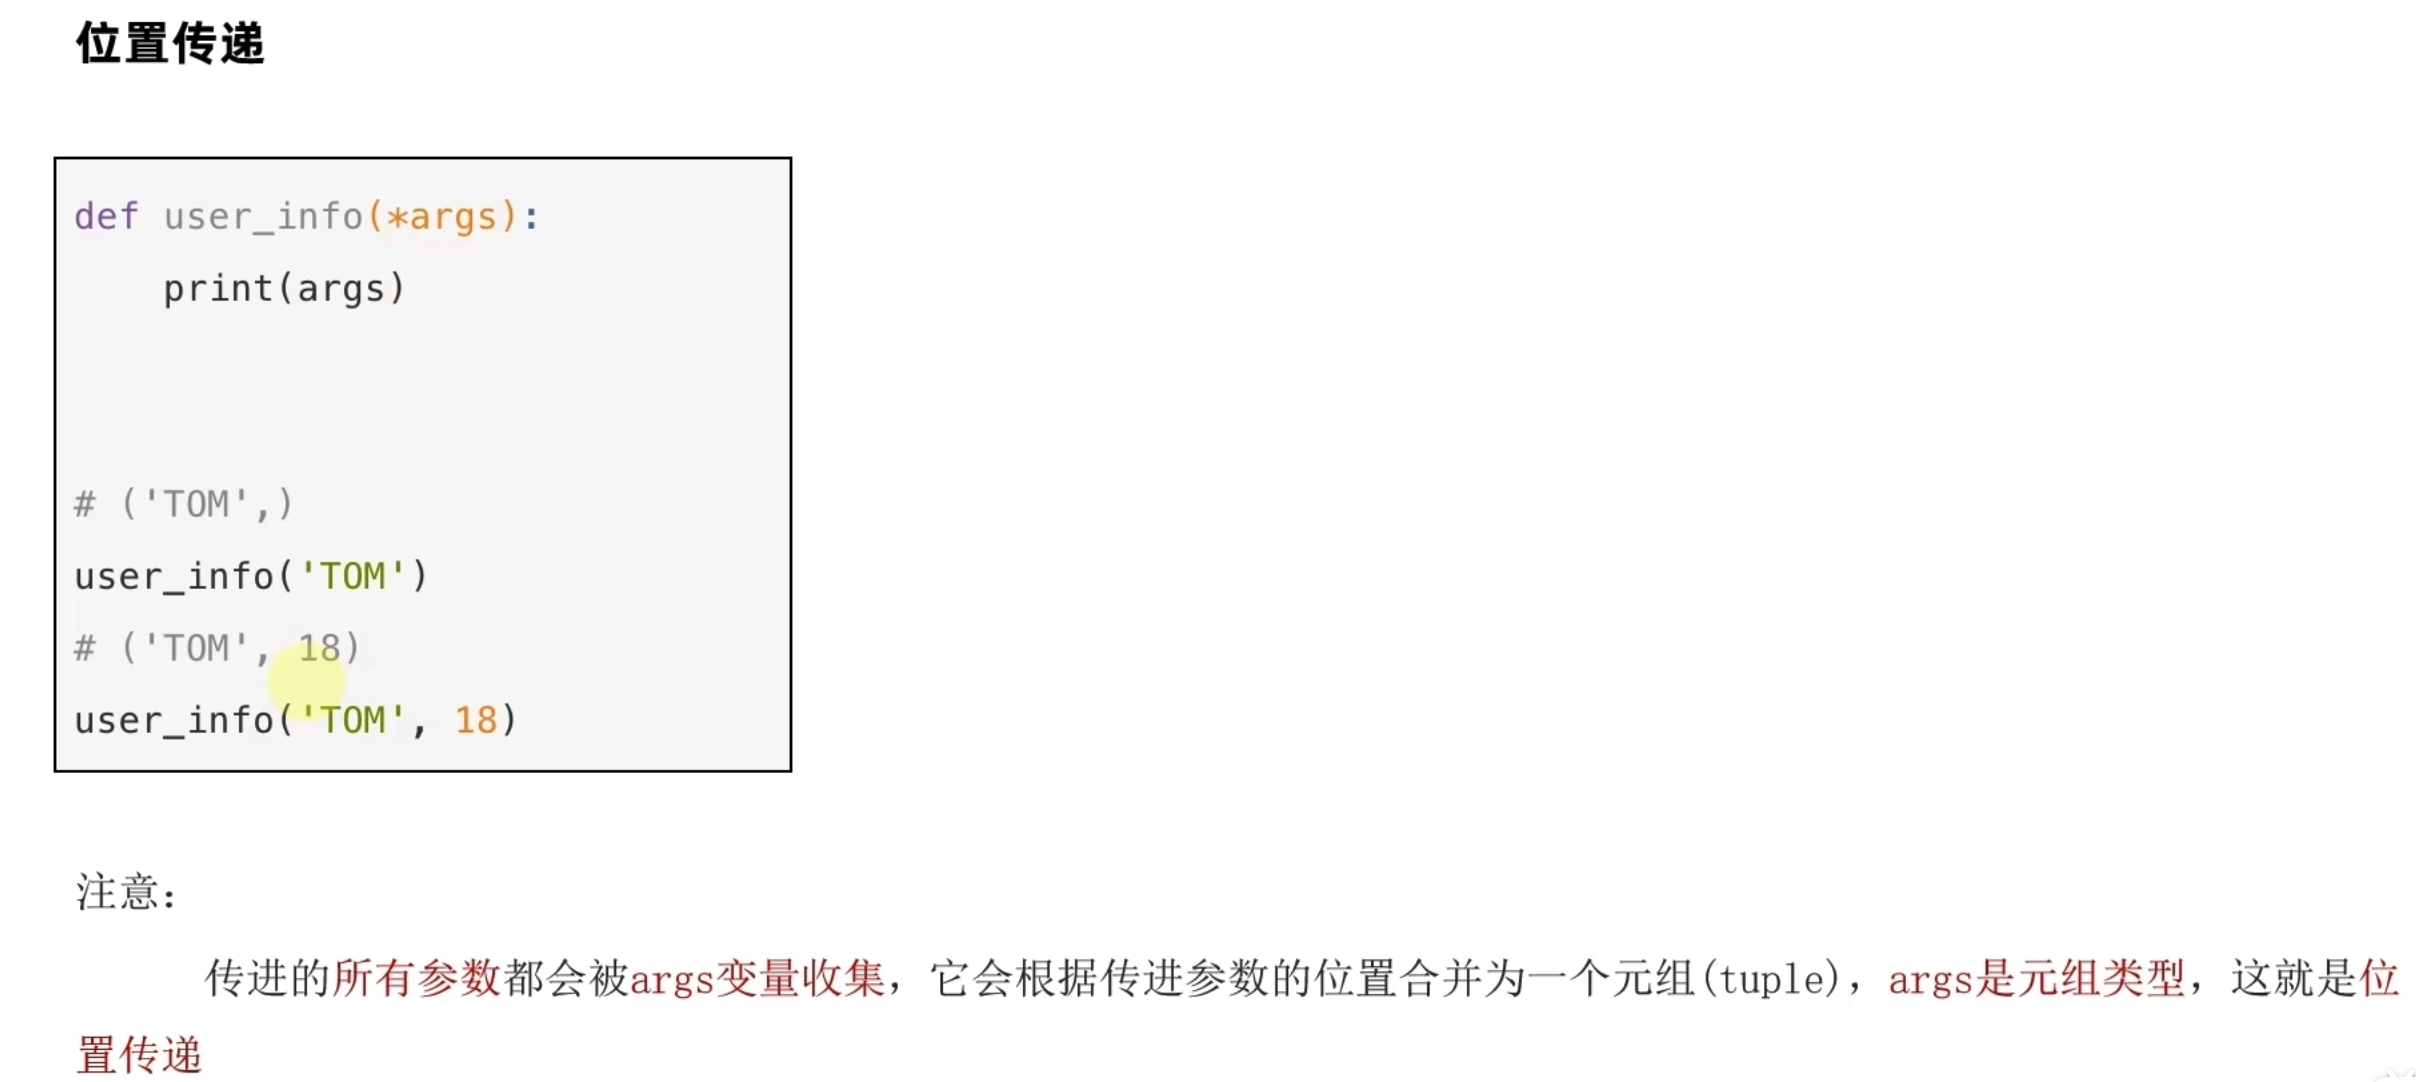 位置传递
def user_info(*args):
    print(args)
# ('TOM',)
user_info('TOM')
# ('TOM', 18)
user_info('TOM', 18)
注意：
传进的所有参数都会被args变量收集，它会根据传进参数的位置合并为一个元组(tuple)，args是元组类型，这就是位
置传递